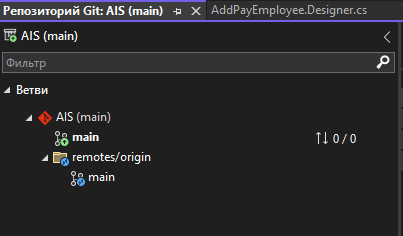 Репозиторий Git: AIS (main)
AddPayEmployee.Designer.cs
AIS (main)
Фильтр
Ветви
AIS (main)
main 0 / 0
remotes/origin
main